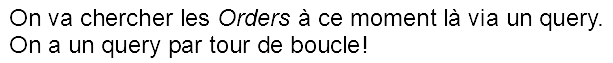 On va chercher les Orders à ce moment là via un query.
On a un query par tour de boucle!